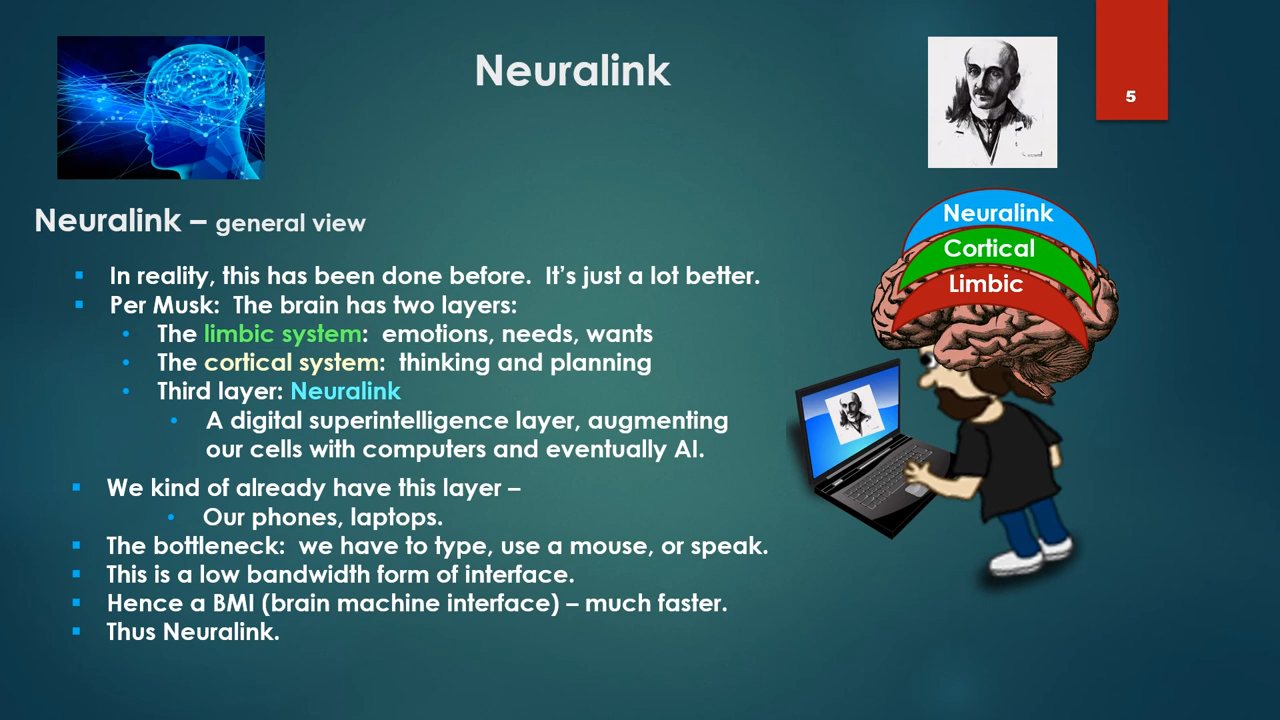 Neuralink
5
Neuralink – general view
Neuralink
Cortical
Limbic
▪ In reality, this has been done before.  It's just a lot better.
▪ Per Musk:  The brain has two layers:
• The limbic system:  emotions, needs, wants
• The cortical system:  thinking and planning
• Third layer: Neuralink
• A digital superintelligence layer, augmenting
our cells with computers and eventually AI.
▪ We kind of already have this layer –
• Our phones, laptops.
▪ The bottleneck:  we have to type, use a mouse, or speak.
▪ This is a low bandwidth form of interface.
▪ Hence a BMI (brain machine interface) – much faster.
▪ Thus Neuralink.